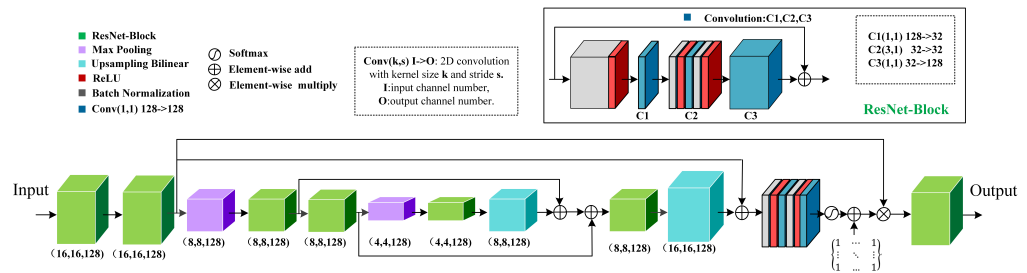 ResNet-Block
Max Pooling
Upsampling Bilinear
ReLU
Batch Normalization
Conv(1,1) 128->128
Softmax
Element-wise add
Element-wise multiply
Conv(k,s) I->O: 2D convolution
with kernel size k and stride s.
I:input channel number,
O:output channel number.
Convolution:C1,C2,C3
C1(1,1) 128->32
C2(3,1) 32->32
C3(1,1) 32->128
C1
C2
C3
ResNet-Block
Input
Output
(16,16,128)
(16,16,128)
(8,8,128)
(8,8,128)
(8,8,128)
(4,4,128)
(4,4,128)
(8,8,128)
(8,8,128)
(16,16,128)
1 ⋯ 1
⋮ ⋱ ⋮
1 … 1